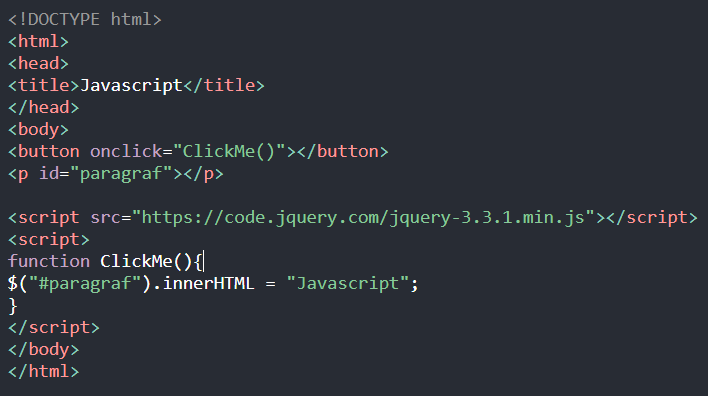 <!DOCTYPE html>
<html>
<head>
<title>Javascript</title>
</head>
<body>
<button onclick="ClickMe()"></button>
<p id="paragraf"></p>
<script src="https://code.jquery.com/jquery-3.3.1.min.js"></script>
<script>
function ClickMe(){
$("#paragraf").innerHTML = "Javascript";
}
</script>
</body>
</html>